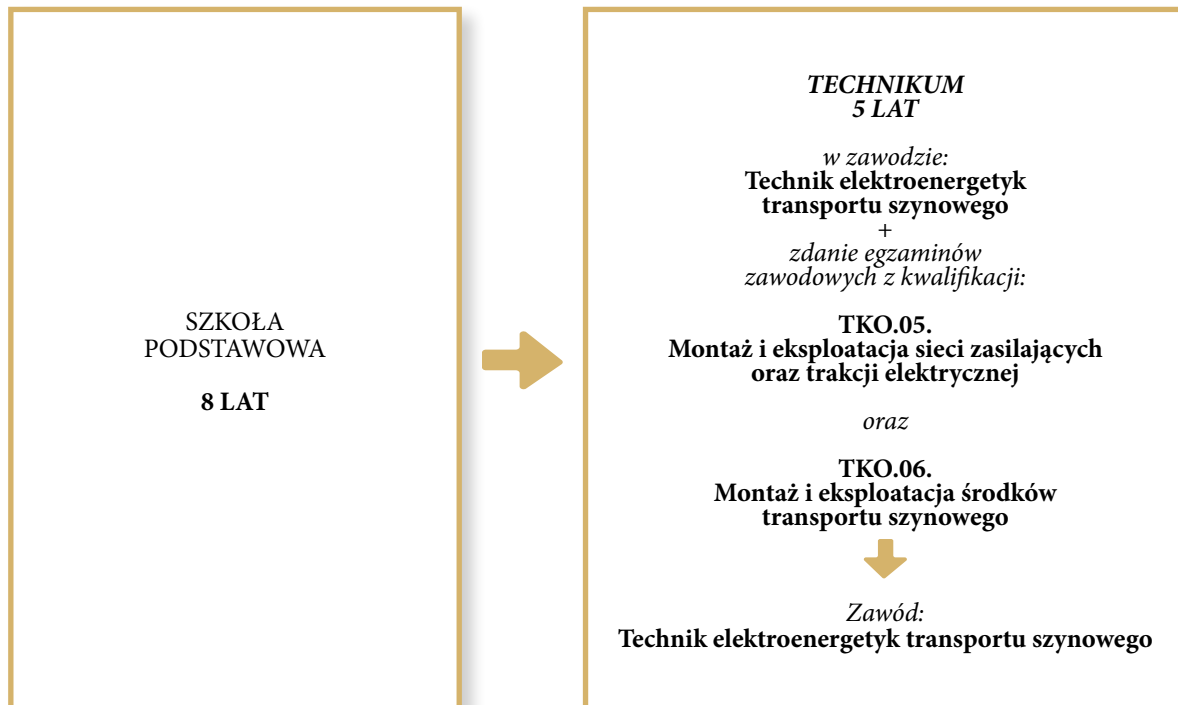 SZKOŁA
PODSTAWOWA
8 LAT
TECHNIKUM
5 LAT
w zawodzie:
Technik elektroenergetyk
transportu szynowego
+
zdanie egzaminów
zawodowych z kwalifikacji:
TKO.05.
Montaż i eksploatacja sieci zasilających
oraz trakcji elektrycznej
oraz
TKO.06.
Montaż i eksploatacja środków
transportu szynowego
Zawód:
Technik elektroenergetyk transportu szynowego